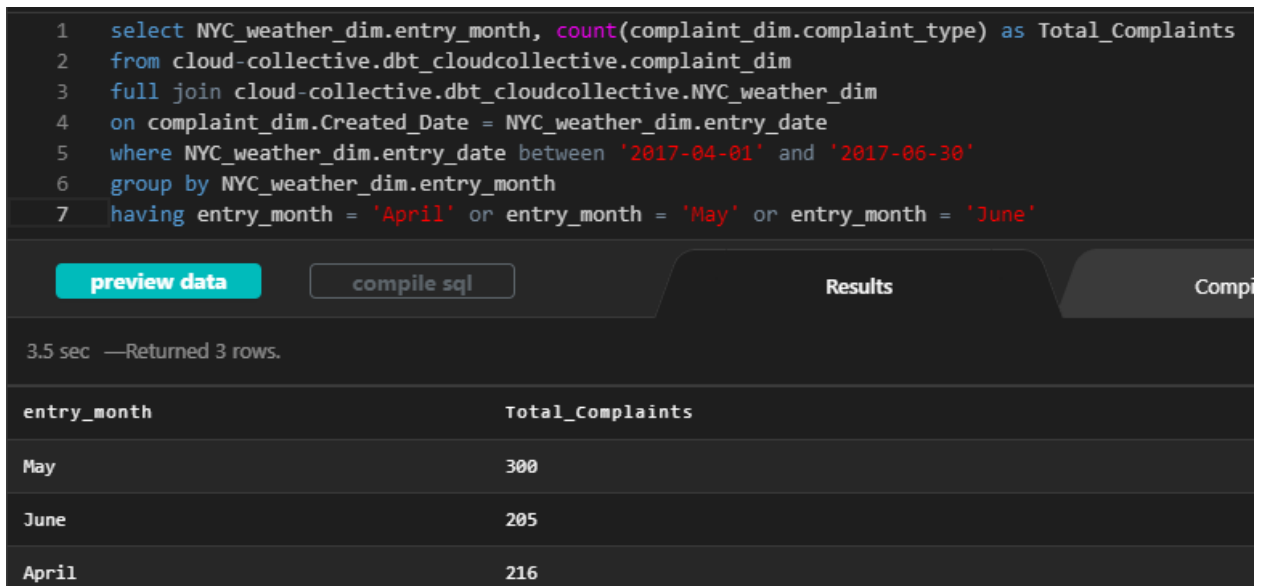 1 select NYC_weather_dim.entry_month, count(complaint_dim.complaint_type) as Total_Complaints
2 from cloud-collective.dbt_cloudcollective.complaint_dim
3 full join cloud-collective.dbt_cloudcollective.NYC_weather_dim
4 on complaint_dim.Created_Date = NYC_weather_dim.entry_date
5 where NYC_weather_dim.entry_date between '2017-04-01' and '2017-06-30'
6 group by NYC_weather_dim.entry_month
7 having entry_month = 'April' or entry_month = 'May' or entry_month = 'June'
preview data compile sql Results Compi
3.5 sec —Returned 3 rows.
entry_month Total_Complaints
May 300
June 205
April 216